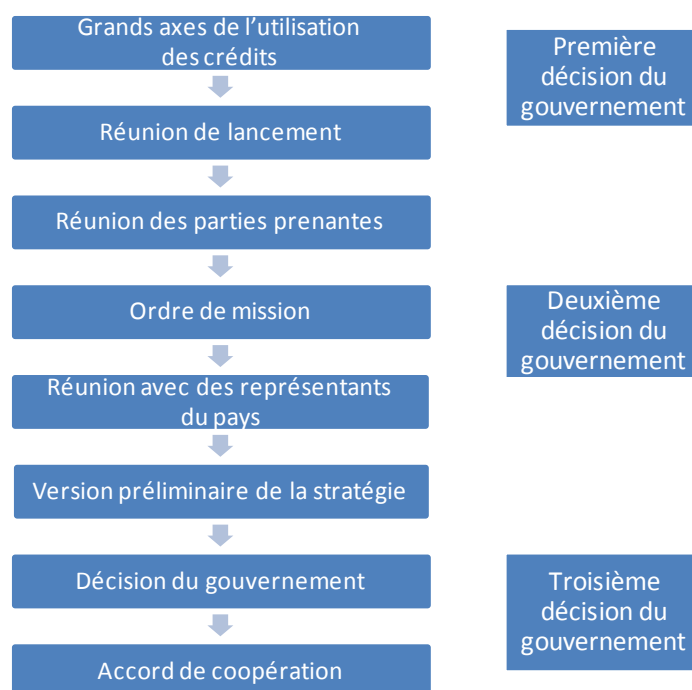 Grands axes de l'utilisation
des crédits
Première
décision du
gouvernement
Réunion de lancement
Réunion des parties prenantes
Ordre de mission
Deuxième
décision du
gouvernement
Réunion avec des représentants
du pays
Version préliminaire de la stratégie
Décision du gouvernement
Troisième
décision du
gouvernement
Accord de coopération